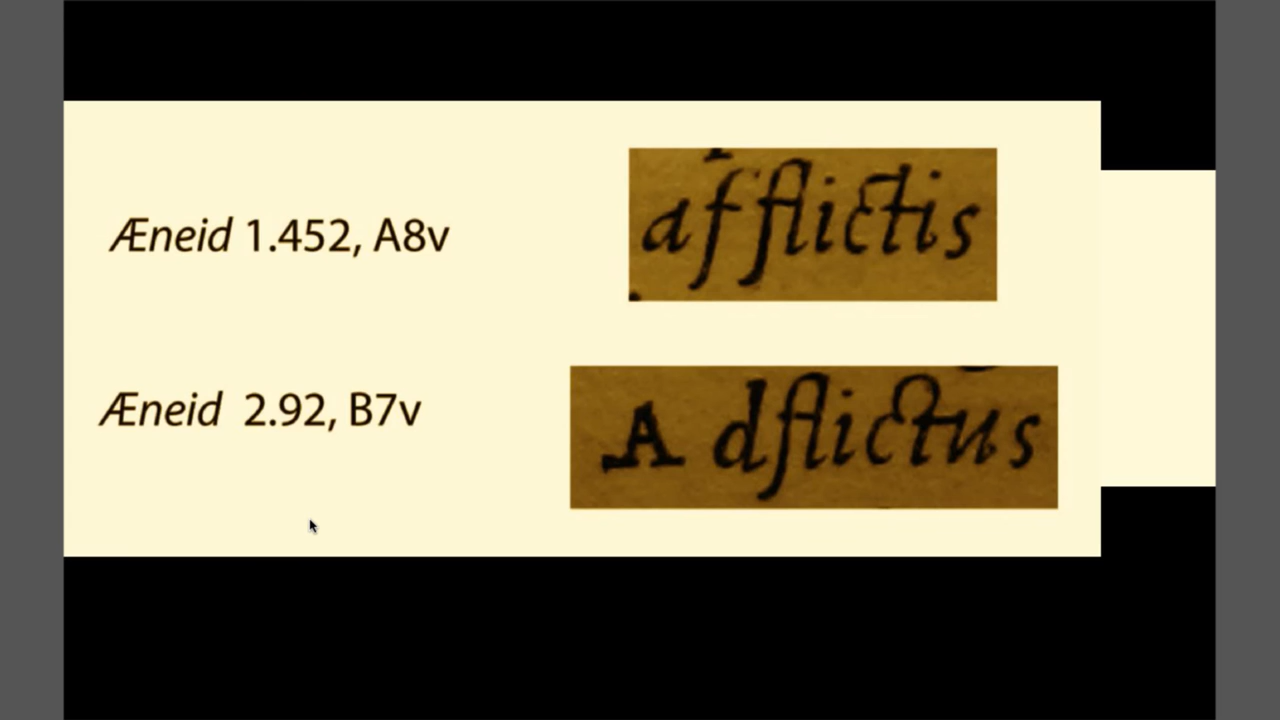 Æneid 1.452, A8v
afflictis
Æneid 2.92, B7v
A dflictus